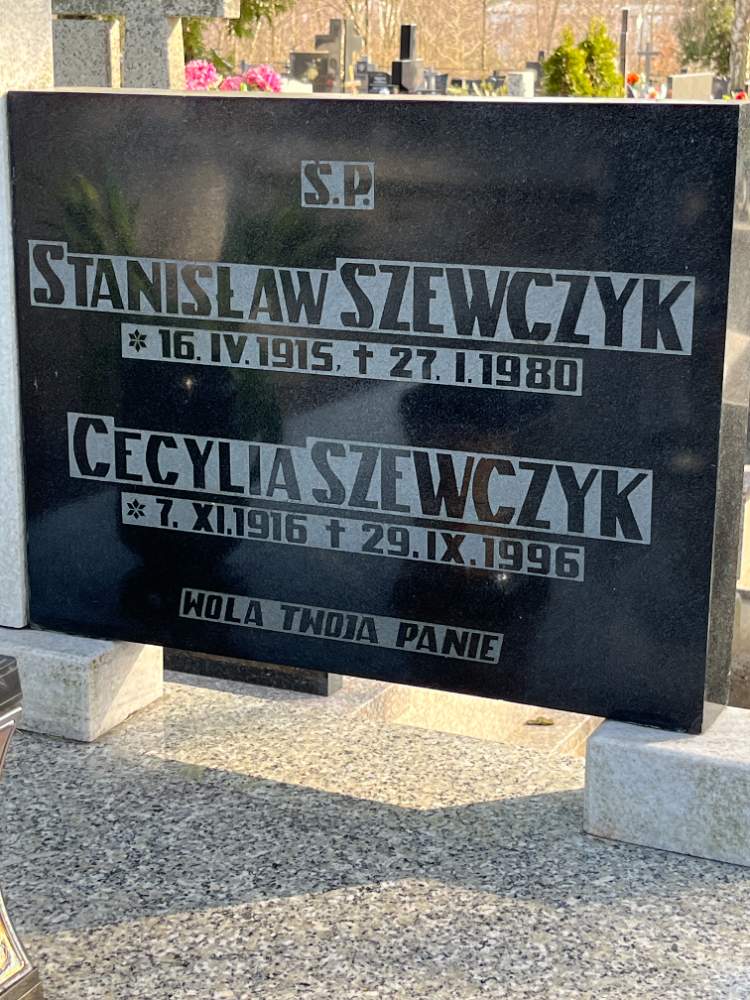 Ś.P.
STANISŁAW SZEWCZYK
* 16. IV. 1915, † 27. I. 1980
CECYLIA SZEWCZYK
* 7. XI. 1916 † 29. IX. 1996
WOLA TWOJA PANIE